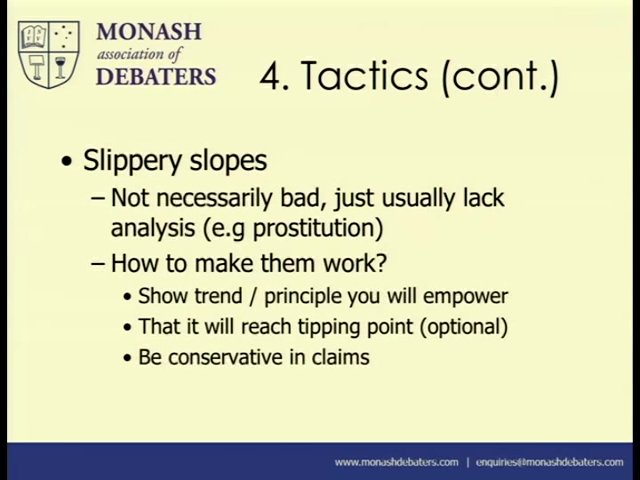 MONASH
association of
DEBATERS
4. Tactics (cont.)
• Slippery slopes
– Not necessarily bad, just usually lack
analysis (e.g prostitution)
– How to make them work?
• Show trend / principle you will empower
• That it will reach tipping point (optional)
• Be conservative in claims
www.monashdebaters.com | enquiries@monashdebaters.com